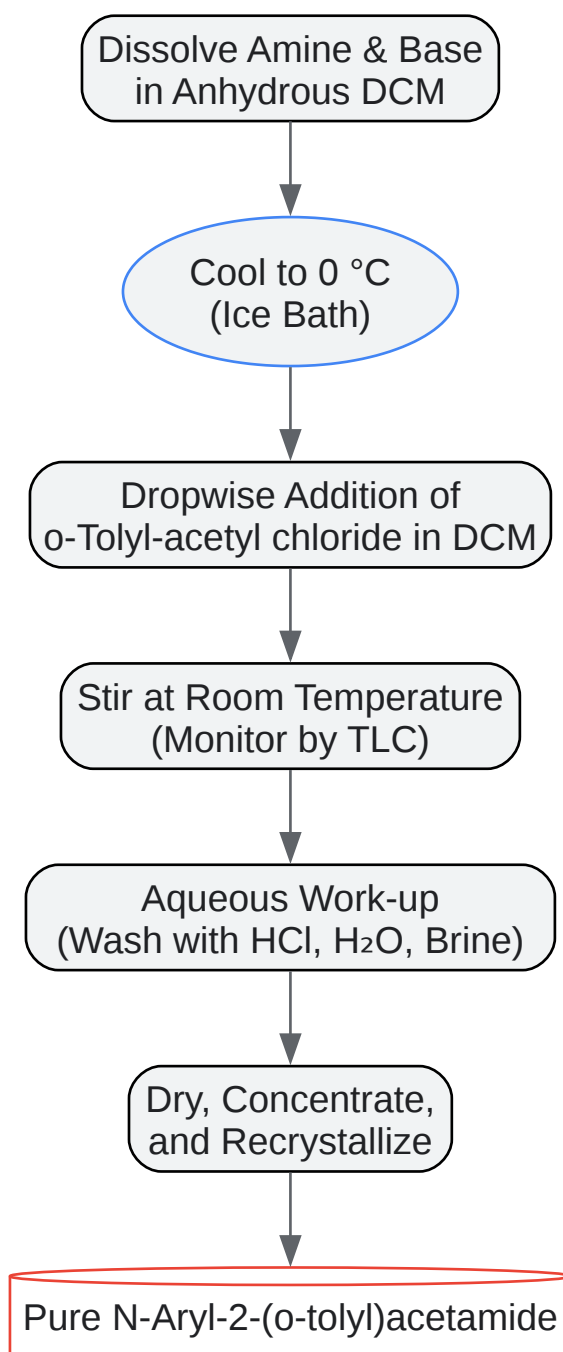 Dissolve Amine & Base
in Anhydrous DCM
Cool to 0 °C
(Ice Bath)
Dropwise Addition of
o-Tolyl-acetyl chloride in DCM
Stir at Room Temperature
(Monitor by TLC)
Aqueous Work-up
(Wash with HCl, H₂O, Brine)
Dry, Concentrate,
and Recrystallize
Pure N-Aryl-2-(o-tolyl)acetamide